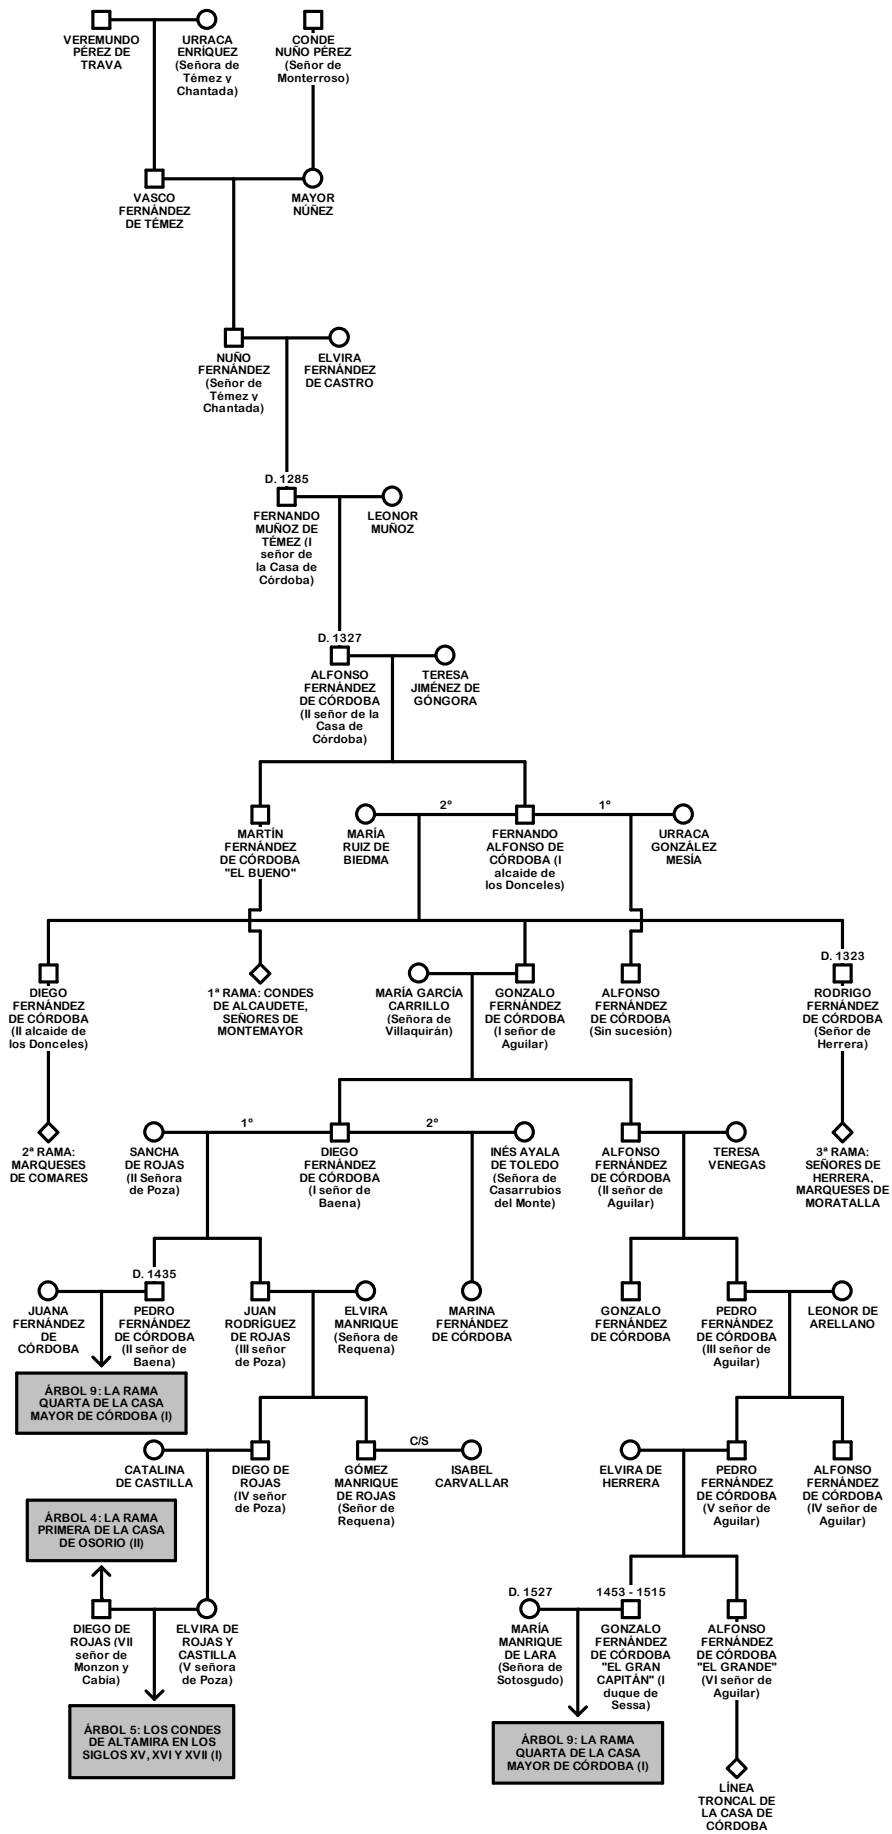 VEREMUNDO
PÉREZ DE
TRAVA
URRACA
ENRÍQUEZ
(Señora de
Témez y
Chantada)
CONDE
NUÑO PÉREZ
(Señor de
Monterroso)
VASCO
FERNÁNDEZ
DE TÉMEZ
MAYOR
NÚÑEZ
NUÑO
FERNÁNDEZ
(Señor de
Témez y
Chantada)
ELVIRA
FERNÁNDEZ
DE CASTRO
D. 1285
FERNANDO
MUÑOZ DE
TÉMEZ (I
señor de
la Casa de
Córdoba)
LEONOR
MUÑOZ
D. 1327
ALFONSO
FERNÁNDEZ
DE CÓRDOBA
(II señor de la
Casa de
Córdoba)
TERESA
JIMÉNEZ DE
GÓNGORA
MARTÍN
FERNÁNDEZ
DE CÓRDOBA
"EL BUENO"
MARÍA
RUIZ DE
BIEDMA
2º
FERNANDO
ALFONSO DE
CÓRDOBA (I
alcaide de
los Donceles)
1º
URRACA
GONZÁLEZ
MESÍA
DIEGO
FERNÁNDEZ
DE CÓRDOBA
(II alcaide de
los Donceles)
1ª RAMA: CONDES
DE ALCAUDETE,
SEÑORES DE
MONTEMAYOR
MARÍA GARCÍA
CARRILLO
(Señora de
Villaquirán)
GONZALO
FERNÁNDEZ
DE CÓRDOBA
(I señor de
Aguilar)
ALFONSO
FERNÁNDEZ
DE CÓRDOBA
(Sin sucesión)
D. 1323
RODRIGO
FERNÁNDEZ
DE CÓRDOBA
(Señor de
Herrera)
2ª RAMA:
MARQUESES
DE COMARES
SANCHA
DE ROJAS
(II Señora
de Poza)
1º
DIEGO
FERNÁNDEZ
DE CÓRDOBA
(I señor de
Baena)
2º
INÉS AYALA
DE TOLEDO
(Señora de
Casarrubios
del Monte)
ALFONSO
FERNÁNDEZ
DE CÓRDOBA
(II señor de
Aguilar)
TERESA
VENEGAS
3ª RAMA:
SEÑORES DE
HERRERA,
MARQUESES DE
MORATALLA
JUANA
FERNÁNDEZ
DE
CÓRDOBA
D. 1435
PEDRO
FERNÁNDEZ
DE CÓRDOBA
(II señor de
Baena)
JUAN
RODRÍGUEZ
DE ROJAS
(III señor
de Poza)
ELVIRA
MANRIQUE
(Señora de
Requena)
MARINA
FERNÁNDEZ
DE CÓRDOBA
GONZALO
FERNÁNDEZ
DE CÓRDOBA
PEDRO
FERNÁNDEZ
DE CÓRDOBA
(III señor de
Aguilar)
LEONOR DE
ARELLANO
ÁRBOL 9: LA RAMA
QUARTA DE LA CASA
MAYOR DE CÓRDOBA (I)
CATALINA
DE CASTILLA
DIEGO DE
ROJAS
(IV señor
de Poza)
GÓMEZ
MANRIQUE
DE ROJAS
(Señor de
Requena)
C/S
ISABEL
CARVALLAR
ELVIRA DE
HERRERA
PEDRO
FERNÁNDEZ
DE CÓRDOBA
(V señor de
Aguilar)
ALFONSO
FERNÁNDEZ
DE CÓRDOBA
(IV señor de
Aguilar)
ÁRBOL 4: LA RAMA
PRIMERA DE LA CASA
DE OSORIO (II)
DIEGO DE
ROJAS (VII
señor de
Monzon y
Cabía)
ELVIRA DE
ROJAS Y
CASTILLA
(V señora
de Poza)
D. 1527
MARÍA
MANRIQUE
DE LARA
(Señora de
Sotosgudo)
1453 - 1515
GONZALO
FERNÁNDEZ
DE CÓRDOBA
"EL GRAN
CAPITÁN" (I
duque de
Sessa)
ALFONSO
FERNÁNDEZ
DE CÓRDOBA
"EL GRANDE"
(VI señor de
Aguilar)
ÁRBOL 5: LOS CONDES
DE ALTAMIRA EN LOS
SIGLOS XV, XVI Y XVII (I)
ÁRBOL 9: LA RAMA
QUARTA DE LA CASA
MAYOR DE CÓRDOBA (I)
LÍNEA
TRONCAL DE
LA CASA DE
CÓRDOBA